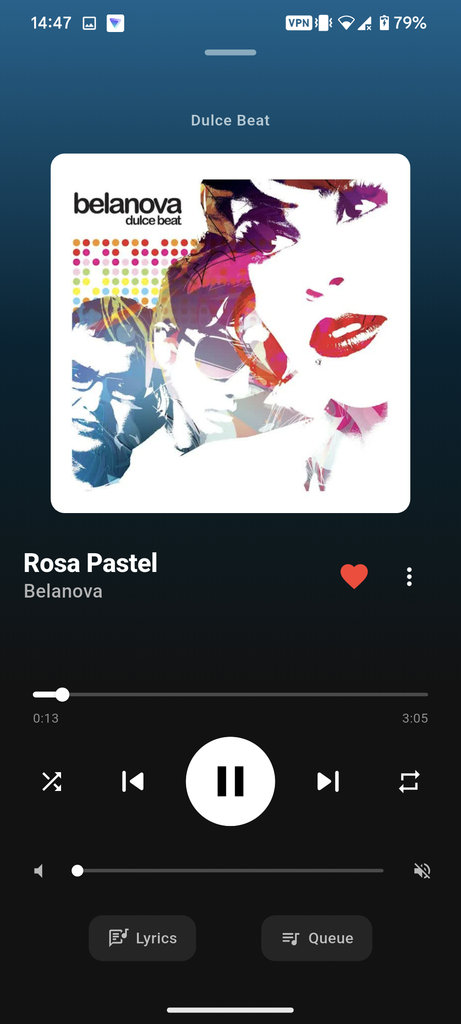 14:47 VPN 79%
Dulce Beat
belanova
dulce beat
Rosa Pastel
Belanova
0:13 3:05
Lyrics Queue